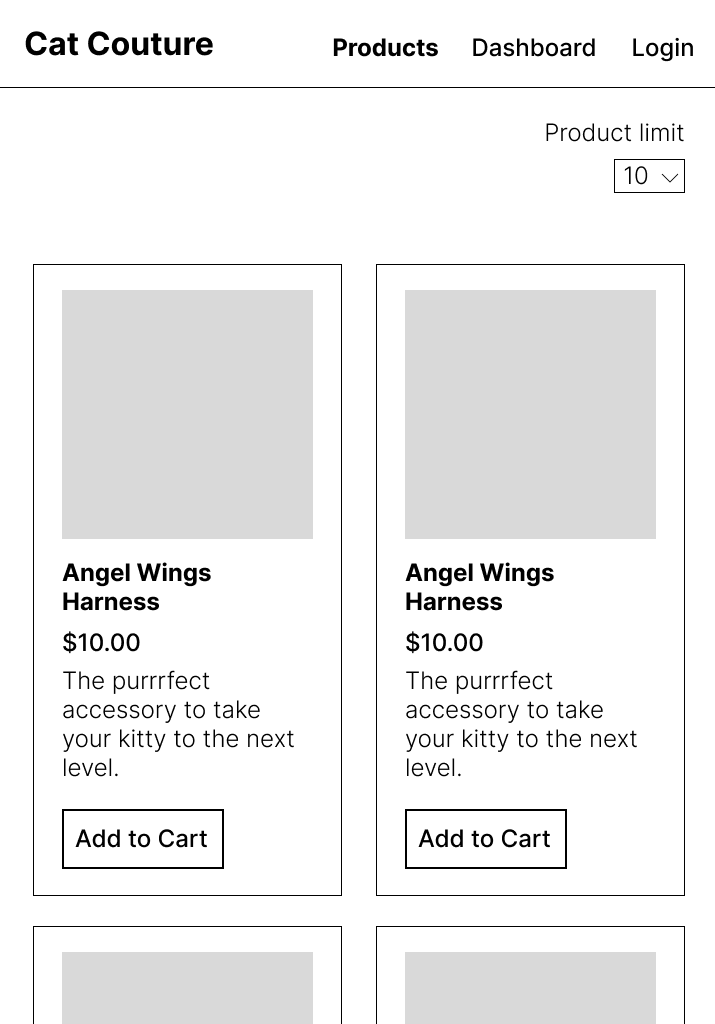 Cat Couture
Products Dashboard Login
Product limit
10
Angel Wings
Harness
$10.00
The purrrfect
accessory to take
your kitty to the next
level.
Add to Cart
Angel Wings
Harness
$10.00
The purrrfect
accessory to take
your kitty to the next
level.
Add to Cart